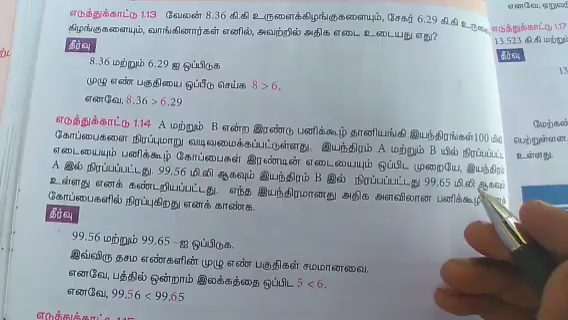 எடுத்துக்காட்டு 1.13 வேலன் 8.36 கி.கி உருளைக்கிழங்குகளையும், சேகர் 6.29 கி.கி
கிழங்குகளையும், வாங்கினார்கள் எனில், அவற்றில் அதிக எடை உடையது எது?
தீர்வு
8.36 மற்றும் 6.29 ஐ ஒப்பிடுக
முழு எண் பகுதியை ஒப்பீடு செய்க 8 > 6,
எனவே, 8.36 > 6.29
எடுத்துக்காட்டு 1.14 A மற்றும் B என்ற இரண்டு பனிக்கூழ் தானியங்கி இயந்திரங்கள் 100 மிலி
கோப்பைகளை நிரப்புமாறு வடிவமைக்கப்பட்டுள்ளது. இயந்திரம் A மற்றும் B யில் நிரப்பப்பட்ட
எடையையும் பனிக்கூழ் கோப்பைகள் இரண்டின் எடையையும் ஒப்பிட முறையே, இயந்திரம்
A இல் நிரப்பப்பட்டது 99.56 மி.லி ஆகவும் இயந்திரம் B இல் நிரப்பப்பட்டது 99.65 மி.லி ஆகவும்
உள்ளது எனக் கண்டறியப்பட்டது. எந்த இயந்திரமானது அதிக அளவிலான பனிக்கூழ்
கோப்பைகளில் நிரப்புகிறது எனக் காண்க.
தீர்வு
99.56 மற்றும் 99.65 –ஐ ஒப்பிடுக.
இவ்விரு தசம எண்களின் முழு எண் பகுதிகள் சமமானவை.
எனவே, பத்தில் ஒன்றாம் இலக்கத்தை ஒப்பிட 5 < 6.
எனவே, 99.56 < 99.65
எனவே,
எடுத்துக்காட்டு 1.17
13.523 கி.மீ மற்றும்
தீர்வு
13
மேற்கண்
பெற்றுள்ளன.
உள்ளது.